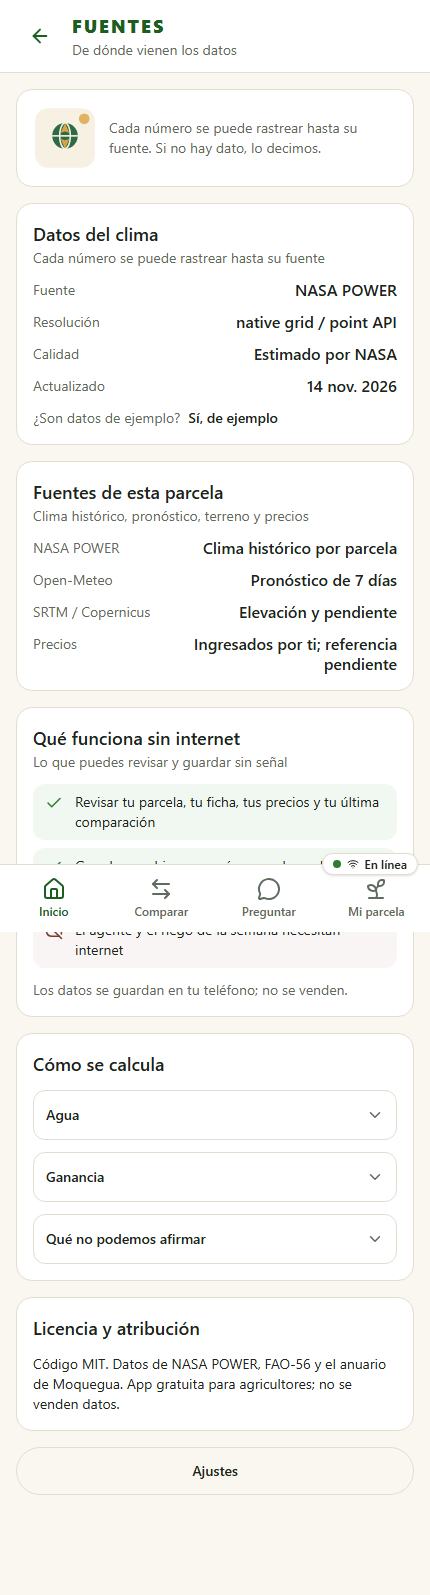 FUENTES
De dónde vienen los datos
Cada número se puede rastrear hasta su
fuente. Si no hay dato, lo decimos.
Datos del clima
Cada número se puede rastrear hasta su fuente
Fuente NASA POWER
Resolución native grid / point API
Calidad Estimado por NASA
Actualizado 14 nov. 2026
¿Son datos de ejemplo? Sí, de ejemplo
Fuentes de esta parcela
Clima histórico, pronóstico, terreno y precios
NASA POWER Clima histórico por parcela
Open-Meteo Pronóstico de 7 días
SRTM / Copernicus Elevación y pendiente
Precios Ingresados por ti; referencia
pendiente
Qué funciona sin internet
Lo que puedes revisar y guardar sin señal
Revisar tu parcela, tu ficha, tus precios y tu última
comparación
En línea
Inicio Comparar Preguntar Mi parcela
El agente y el riego de la semana necesitan
internet
Los datos se guardan en tu teléfono; no se venden.
Cómo se calcula
Agua
Ganancia
Qué no podemos afirmar
Licencia y atribución
Código MIT. Datos de NASA POWER, FAO-56 y el anuario
de Moquegua. App gratuita para agricultores; no se
venden datos.
Ajustes